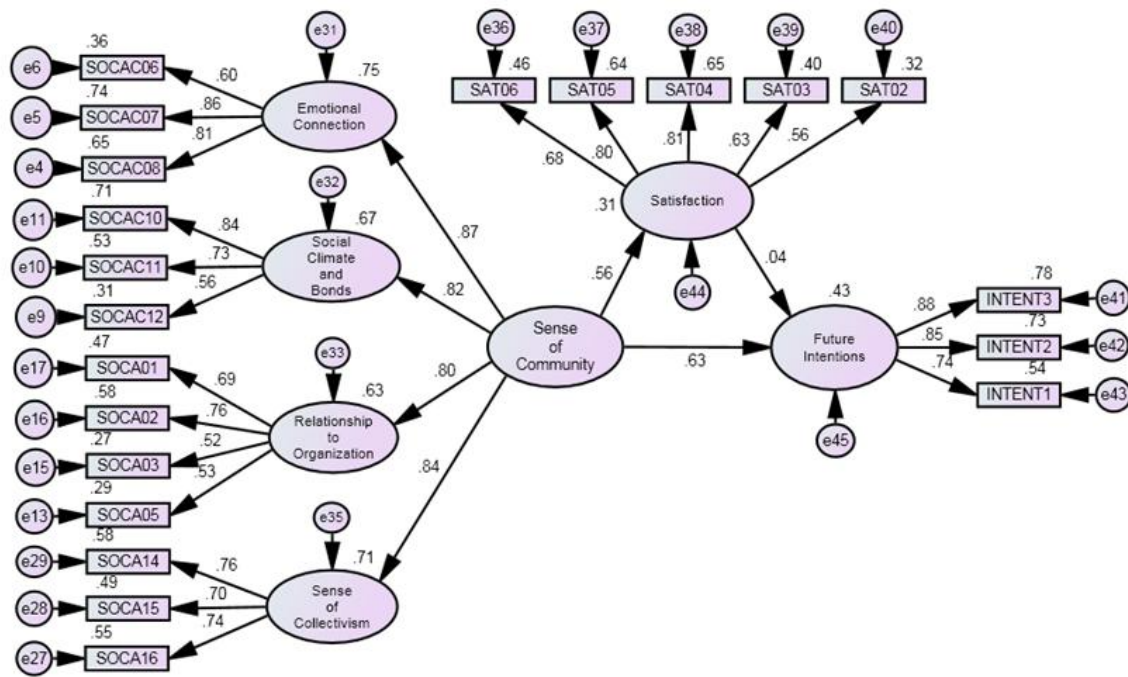 e31
e36
e37
e38
e39
e40
.36
e6
SOCAC06
.60
.75
.46
.64
.65
.40
.32
SAT06
SAT05
SAT04
SAT03
SAT02
.74
e5
SOCAC07
.86
Emotional
Connection
.81
.65
e4
SOCAC08
.68
.80
.81
.63
.56
.71
e32
e11
SOCAC10
.84
.67
.31
Satisfaction
.53
e10
SOCAC11
.73
Social
Climate
and
Bonds
.87
.56
.31
e9
SOCAC12
.82
.56
e44
.04
.47
e33
e17
SOCA01
.69
.63
.80
Sense
of
Community
.63
.43
Future
Intentions
.88
.78
INTENT3
e41
.85
.73
INTENT2
e42
.74
.54
INTENT1
e43
e45
.58
e16
SOCA02
.76
Relationship
to
Organization
.27
.52
e15
SOCA03
.53
.29
e13
SOCA05
.84
.58
e35
e29
SOCA14
.76
.71
.49
e28
SOCA15
.70
Sense
of
Collectivism
.74
.55
e27
SOCA16